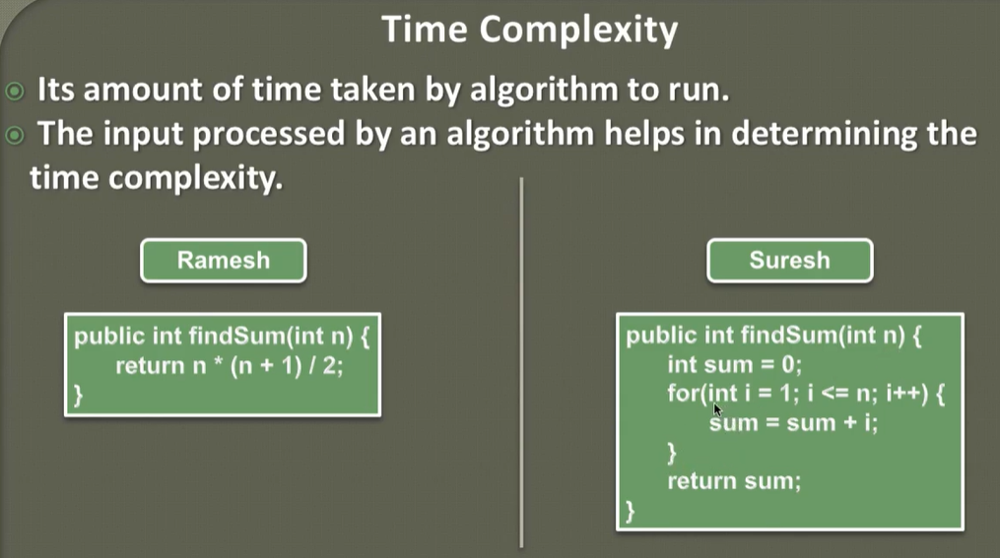 Time Complexity
Its amount of time taken by algorithm to run.
The input processed by an algorithm helps in determining the
time complexity.
Ramesh
public int findSum(int n) {
return n * (n + 1) / 2;
}
Suresh
public int findSum(int n) {
int sum = 0;
for(int i = 1; i <= n; i++) {
sum = sum + i;
}
return sum;
}